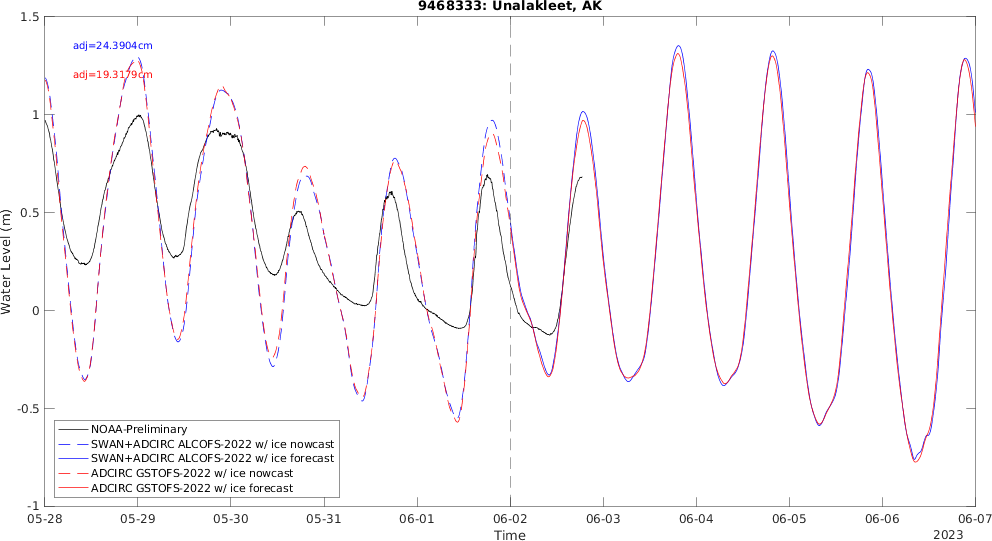 9468333: Unalakleet, AK
adj=24.3904cm
adj=19.3179cm
1.5
1
0.5
0
-0.5
-1
Water Level (m)
NOAA-Preliminary
SWAN+ADCIRC ALCOFS-2022 w/ ice nowcast
SWAN+ADCIRC ALCOFS-2022 w/ ice forecast
ADCIRC GSTOFS-2022 w/ ice nowcast
ADCIRC GSTOFS-2022 w/ ice forecast
05-28 05-29 05-30 05-31 06-01 06-02 06-03 06-04 06-05 06-06 06-07
Time
2023